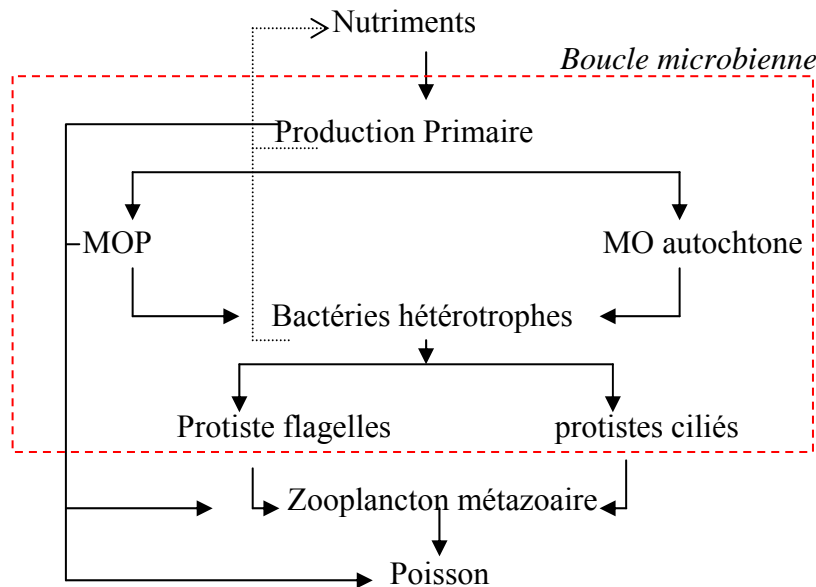 Nutriments
Boucle microbienne
Production Primaire
MOP
MO autochtone
Bactéries hétérotrophes
Protiste flagelles
protistes ciliés
Zooplancton métazoaire
Poisson